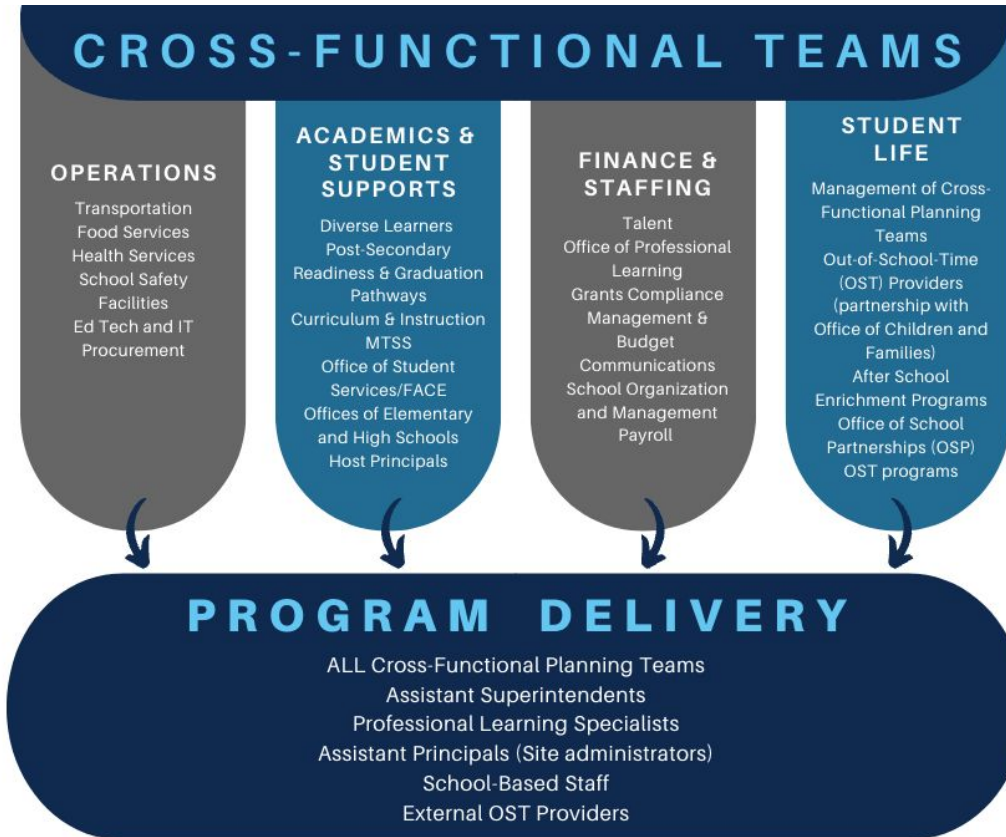 CROSS-FUNCTIONAL TEAMS
OPERATIONS
Transportation
Food Services
Health Services
School Safety
Facilities
Ed Tech and IT
Procurement
ACADEMICS &
STUDENT
SUPPORTS
Diverse Learners
Post-Secondary
Readiness & Graduation
Pathways
Curriculum & Instruction
MTSS
Office of Student
Services/FACE
Offices of Elementary
and High Schools
Host Principals
FINANCE &
STAFFING
Talent
Office of Professional
Learning
Grants Compliance
Management &
Budget
Communications
School Organization
and Management
Payroll
STUDENT
LIFE
Management of Cross-
Functional Planning
Teams
Out-of-School-Time
(OST) Providers
(partnership with
Office of Children and
Families)
After School
Enrichment Programs
Office of School
Partnerships (OSP)
OST programs
PROGRAM DELIVERY
ALL Cross-Functional Planning Teams
Assistant Superintendents
Professional Learning Specialists
Assistant Principals (Site administrators)
School-Based Staff
External OST Providers